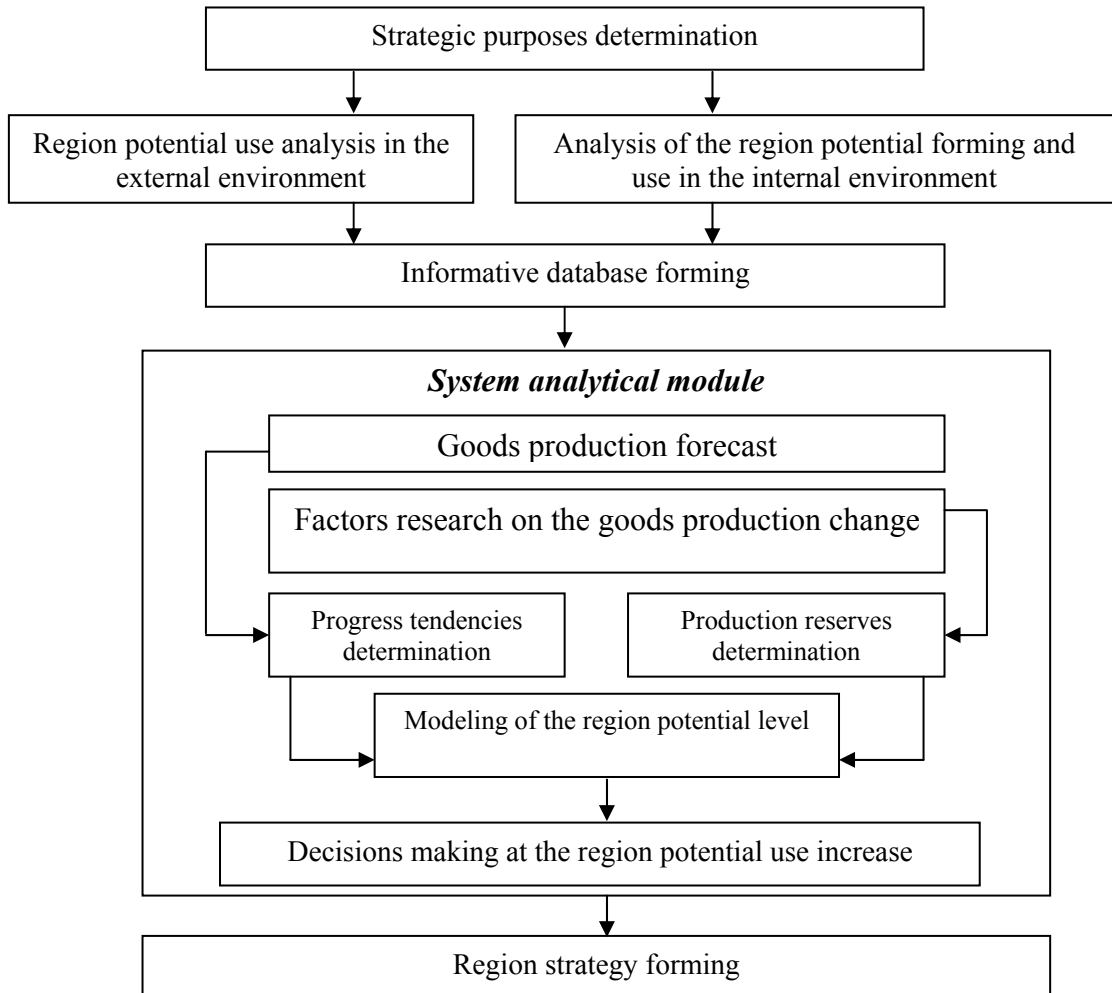 Strategic purposes determination
Region potential use analysis in the
external environment
Analysis of the region potential forming and
use in the internal environment
Informative database forming
System analytical module
Goods production forecast
Factors research on the goods production change
Progress tendencies
determination
Production reserves
determination
Modeling of the region potential level
Decisions making at the region potential use increase
Region strategy forming